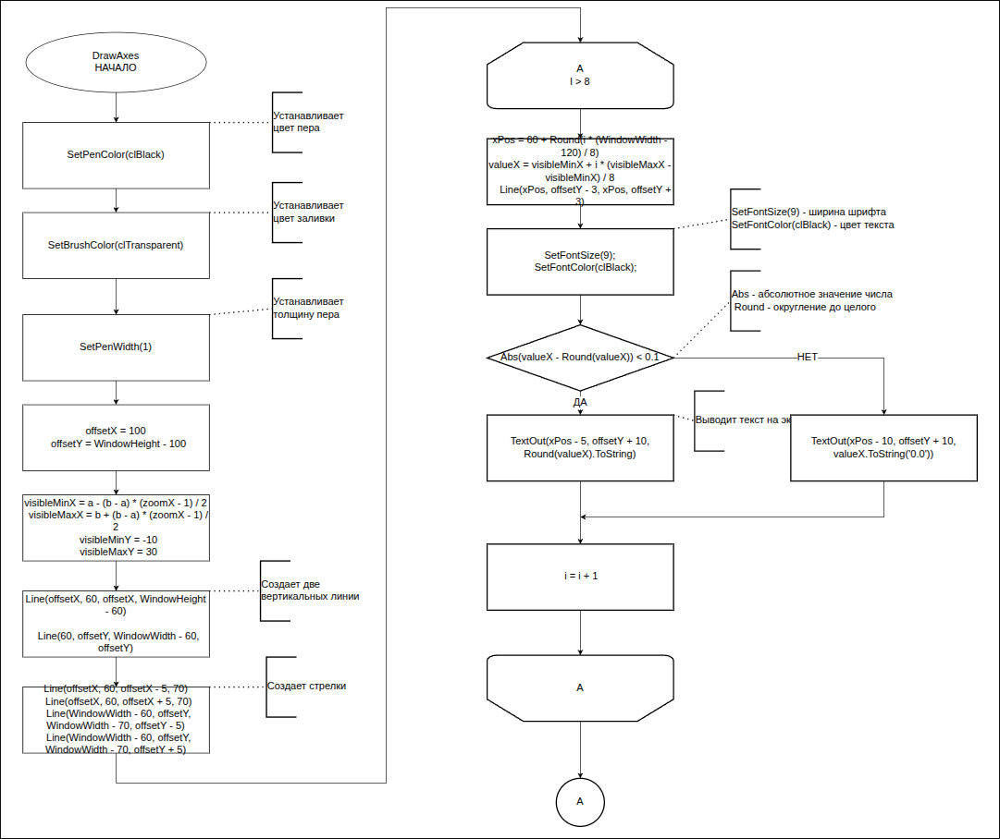 DrawAxes
НАЧАЛО
SetPenColor(clBlack)
Устанавливает
цвет пера
SetBrushColor(clTransparent)
Устанавливает
цвет заливки
SetPenWidth(1)
Устанавливает
толщину пера
offsetX = 100
offsetY = WindowHeight - 100
visibleMinX = a - (b - a) * (zoomX - 1) / 2
visibleMaxX = b + (b - a) * (zoomX - 1) /
2
visibleMinY = -10
visibleMaxY = 30
Line(offsetX, 60, offsetX, WindowHeight
- 60)
Line(60, offsetY, WindowWidth - 60,
offsetY)
Создает две
вертикальных линии
Line(offsetX, 60, offsetX - 5, 70)
Line(offsetX, 60, offsetX + 5, 70)
Line(WindowWidth - 60, offsetY,
WindowWidth - 70, offsetY - 5)
Line(WindowWidth - 60, offsetY,
WindowWidth - 70, offsetY + 5)
Создает стрелки
A
I > 8
xPos = 60 + Round(i * (WindowWidth -
120) / 8)
valueX = visibleMinX + i * (visibleMaxX -
visibleMinX) / 8
Line(xPos, offsetY - 3, xPos, offsetY +
3)
SetFontSize(9);
SetFontColor(clBlack);
SetFontSize(9) - ширина шрифта
SetFontColor(clBlack) - цвет текста
Abs - абсолютное значение числа
Round - округление до целого
Abs(valueX - Round(valueX)) < 0.1
НЕТ
ДА
TextOut(xPos - 5, offsetY + 10,
Round(valueX).ToString)
Выводит текст на эк
TextOut(xPos - 10, offsetY + 10,
valueX.ToString('0.0'))
i = i + 1
A
A